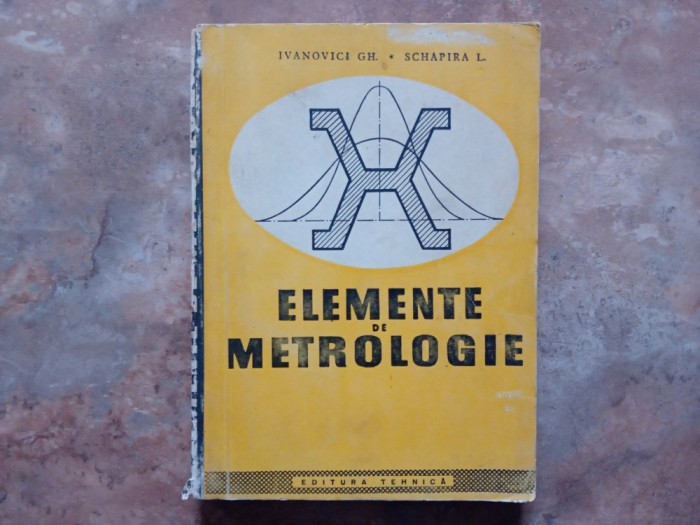 IVANOVICI GH. * SCHAPIRA L.
ELEMENTE
DE
METROLOGIE
EDITURA TEHNICĂ